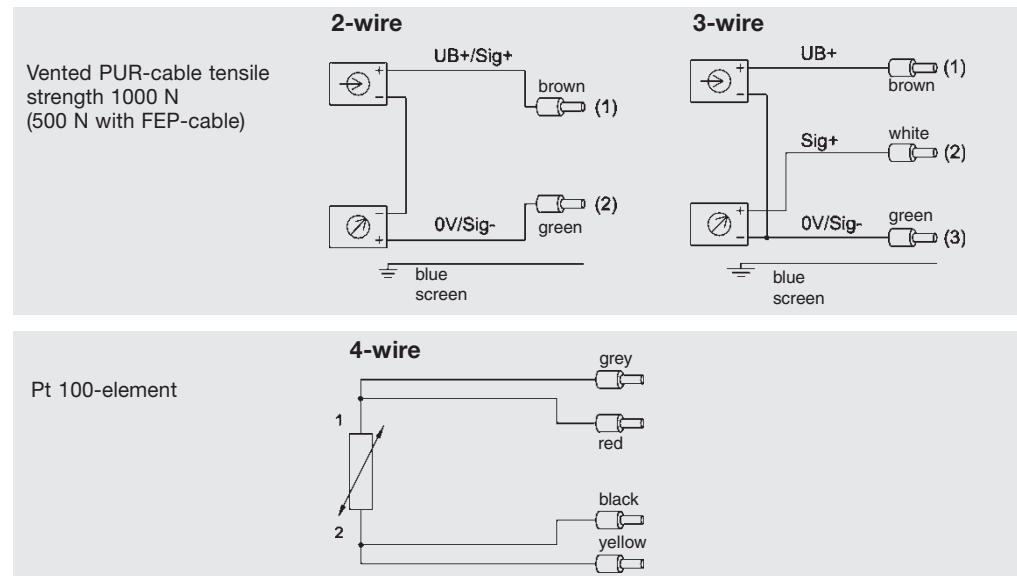 2-wire
3-wire
Vented PUR-cable tensile
strength 1000 N
(500 N with FEP-cable)
UB+/Sig+
brown
(1)
+
-
-
+
0V/Sig-
(2)
green
blue
screen
UB+
(1)
brown
+
-
Sig+
white
(2)
+
-
0V/Sig-
green
(3)
blue
screen
4-wire
Pt 100-element
grey
red
1
2
black
yellow